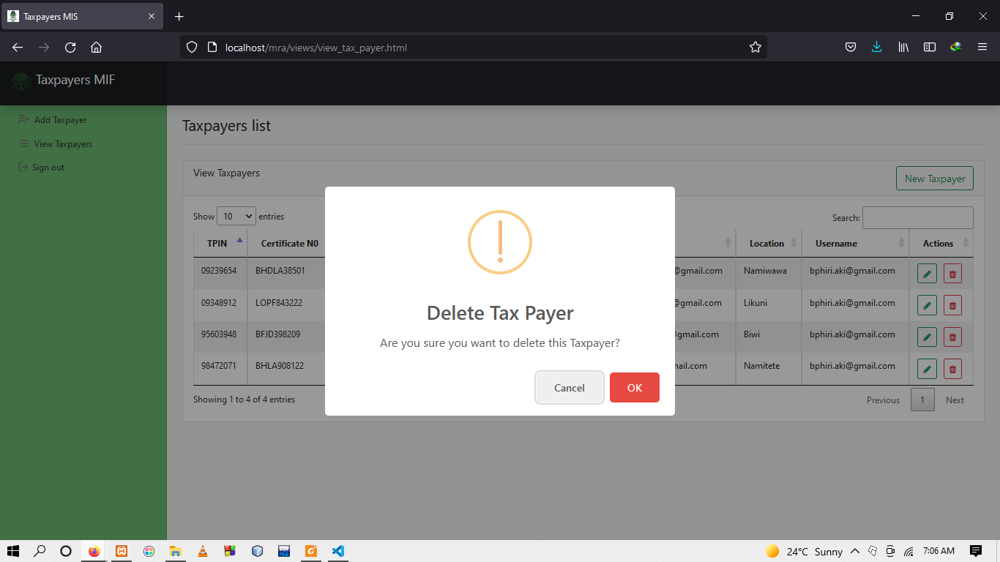 Taxpayers MIS
localhost/mra/views/view_tax_payer.html
Taxpayers MIF
Add Taxpayer
View Taxpayers
Sign out
Taxpayers list
View Taxpayers
New Taxpayer
Show 10 entries
Search:
TPIN Certificate N0 Location Username Actions
09239654 BHDLA38501 @gmail.com Namiwawa bphiri.aki@gmail.com
09348912 LOPF843222 @gmail.com Likuni bphiri.aki@gmail.com
95603948 BFJD398209 @gmail.com Biwi bphiri.aki@gmail.com
98472071 BHLA908122 ail.com Namitete bphiri.aki@gmail.com
Showing 1 to 4 of 4 entries
Previous 1 Next
Delete Tax Payer
Are you sure you want to delete this Taxpayer?
Cancel OK
24°C Sunny 7:06 AM